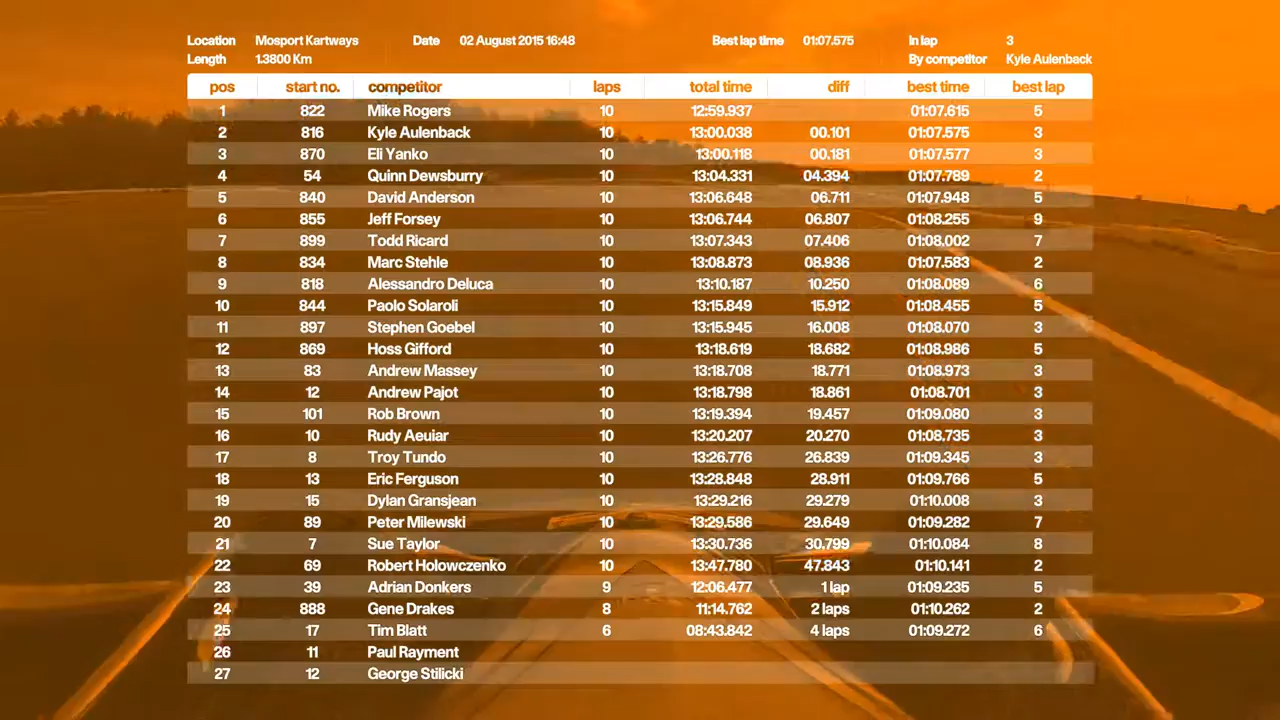 Location Mosport Kartways Date 02 August 2015 16:48 Best lap time 01:07.575 In lap 3
Length 1.3800 Km By competitor Kyle Aulenback
pos start no. competitor laps total time diff best time best lap
1 822 Mike Rogers 10 12:59.937 01:07.615 5
2 816 Kyle Aulenback 10 13:00.038 00.101 01:07.575 3
3 870 Eli Yanko 10 13:00.118 00.181 01:07.577 3
4 54 Quinn Dewsburry 10 13:04.331 04.394 01:07.789 2
5 840 David Anderson 10 13:06.648 06.711 01:07.948 5
6 855 Jeff Forsey 10 13:06.744 06.807 01:08.255 9
7 899 Todd Ricard 10 13:07.343 07.406 01:08.002 7
8 834 Marc Stehle 10 13:08.873 08.936 01:07.583 2
9 818 Alessandro Deluca 10 13:10.187 10.250 01:08.089 6
10 844 Paolo Solaroli 10 13:15.849 15.912 01:08.455 5
11 897 Stephen Goebel 10 13:15.945 16.008 01:08.070 3
12 869 Hoss Gifford 10 13:18.619 18.682 01:08.986 5
13 83 Andrew Massey 10 13:18.708 18.771 01:08.973 3
14 12 Andrew Pajot 10 13:18.798 18.861 01:08.701 3
15 101 Rob Brown 10 13:19.394 19.457 01:09.080 3
16 10 Rudy Aeuiar 10 13:20.207 20.270 01:08.735 3
17 8 Troy Tundo 10 13:26.776 26.839 01:09.345 3
18 13 Eric Ferguson 10 13:28.848 28.911 01:09.766 5
19 15 Dylan Gransjean 10 13:29.216 29.279 01:10.008 3
20 89 Peter Milewski 10 13:29.586 29.649 01:09.282 7
21 7 Sue Taylor 10 13:30.736 30.799 01:10.084 8
22 69 Robert Holowczenko 10 13:47.780 47.843 01:10.141 2
23 39 Adrian Donkers 9 12:06.477 1 lap 01:09.235 5
24 888 Gene Drakes 8 11:14.762 2 laps 01:10.262 2
25 17 Tim Blatt 6 08:43.842 4 laps 01:09.272 6
26 11 Paul Rayment
27 12 George Stilicki